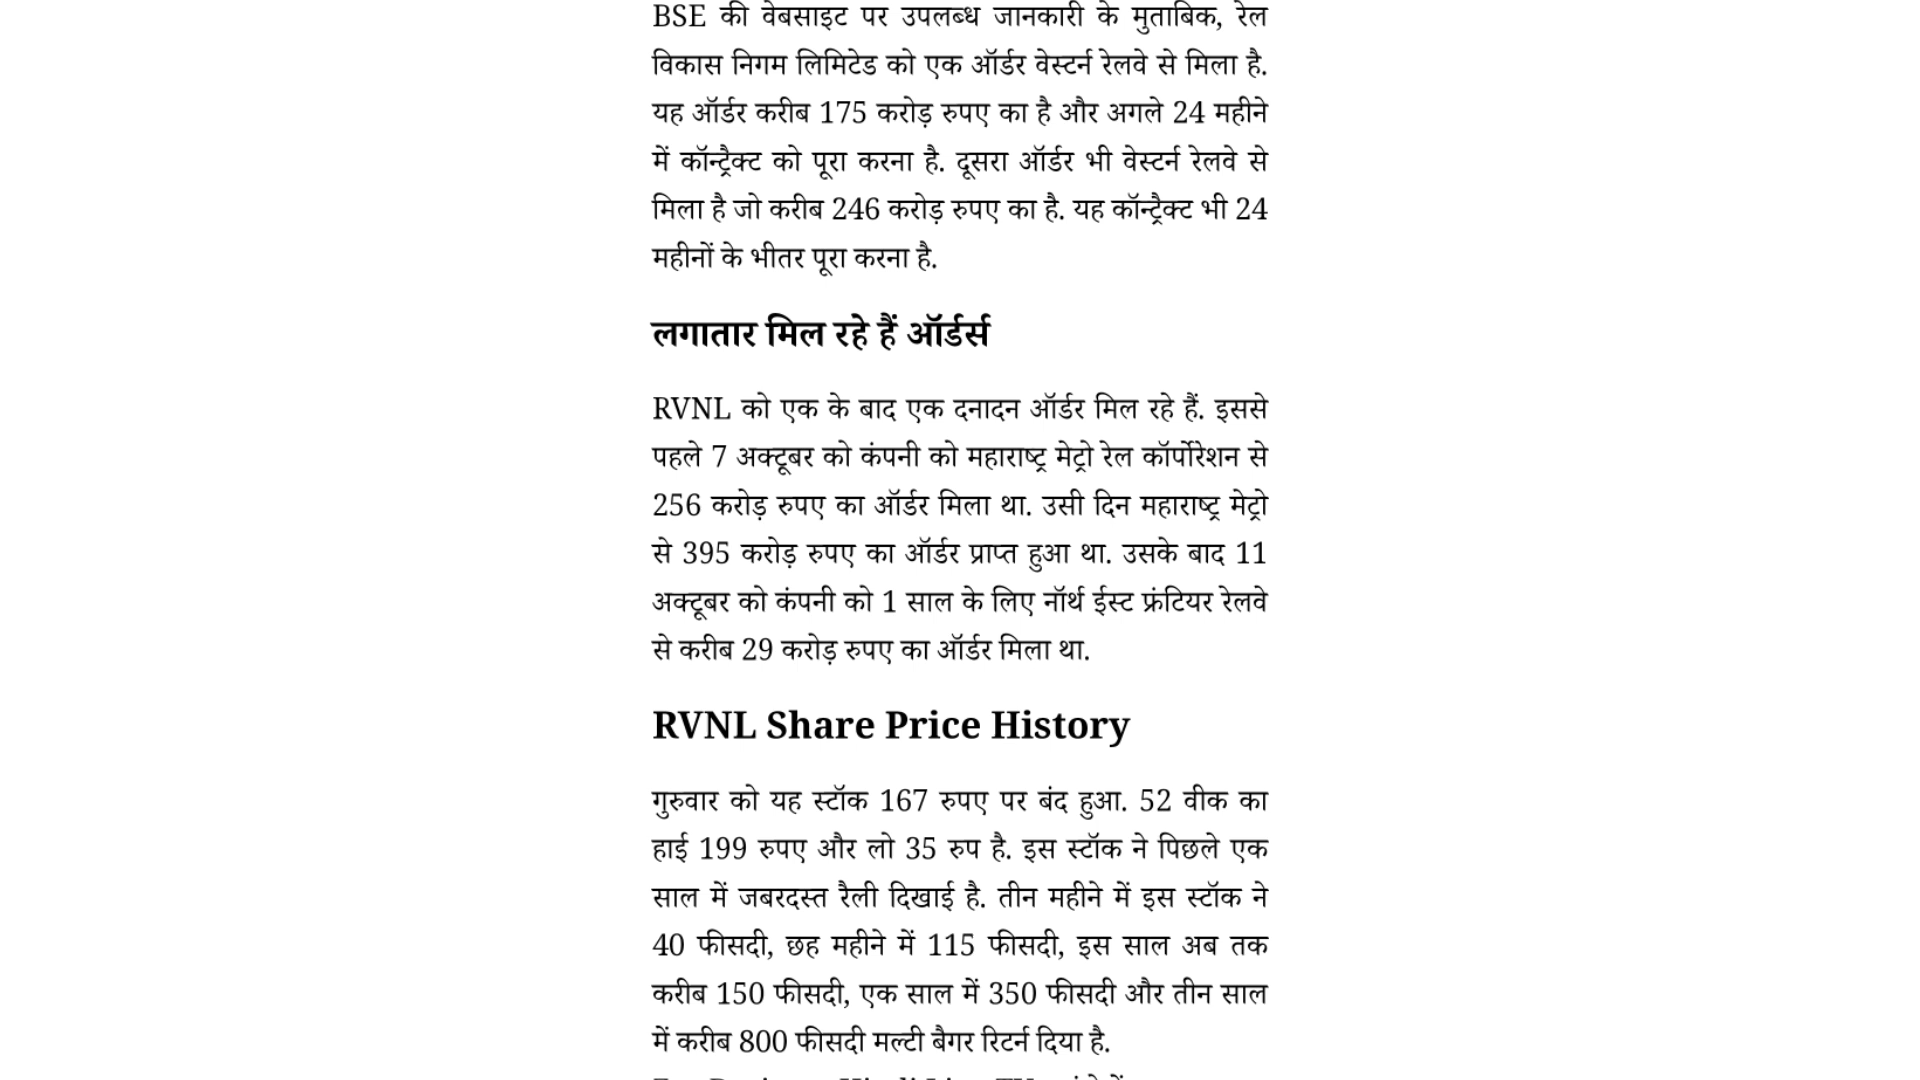 BSE की वेबसाइट पर उपलब्ध जानकारी के मुताबिक, रेल
विकास निगम लिमिटेड को एक ऑर्डर वेस्टर्न रेलवे से मिला है.
यह ऑर्डर करीब 175 करोड़ रुपए का है और अगले 24 महीने
में कॉन्ट्रैक्ट को पूरा करना है. दूसरा ऑर्डर भी वेस्टर्न रेलवे से
मिला है जो करीब 246 करोड़ रुपए का है. यह कॉन्ट्रैक्ट भी 24
महीनों के भीतर पूरा करना है.
लगातार मिल रहे हैं ऑर्डर्स
RVNL को एक के बाद एक दनादन ऑर्डर मिल रहे हैं. इससे
पहले 7 अक्टूबर को कंपनी को महाराष्ट्र मेट्रो रेल कॉर्पोरेशन से
256 करोड़ रुपए का ऑर्डर मिला था. उसी दिन महाराष्ट्र मेट्रो
से 395 करोड़ रुपए का ऑर्डर प्राप्त हुआ था. उसके बाद 11
अक्टूबर को कंपनी को 1 साल के लिए नॉर्थ ईस्ट फ्रंटियर रेलवे
से करीब 29 करोड़ रुपए का ऑर्डर मिला था.
RVNL Share Price History
गुरुवार को यह स्टॉक 167 रुपए पर बंद हुआ. 52 वीक का
हाई 199 रुपए और लो 35 रुप है. इस स्टॉक ने पिछले एक
साल में जबरदस्त रैली दिखाई है. तीन महीने में इस स्टॉक ने
40 फीसदी, छह महीने में 115 फीसदी, इस साल अब तक
करीब 150 फीसदी, एक साल में 350 फीसदी और तीन साल
में करीब 800 फीसदी मल्टी बैगर रिटर्न दिया है.